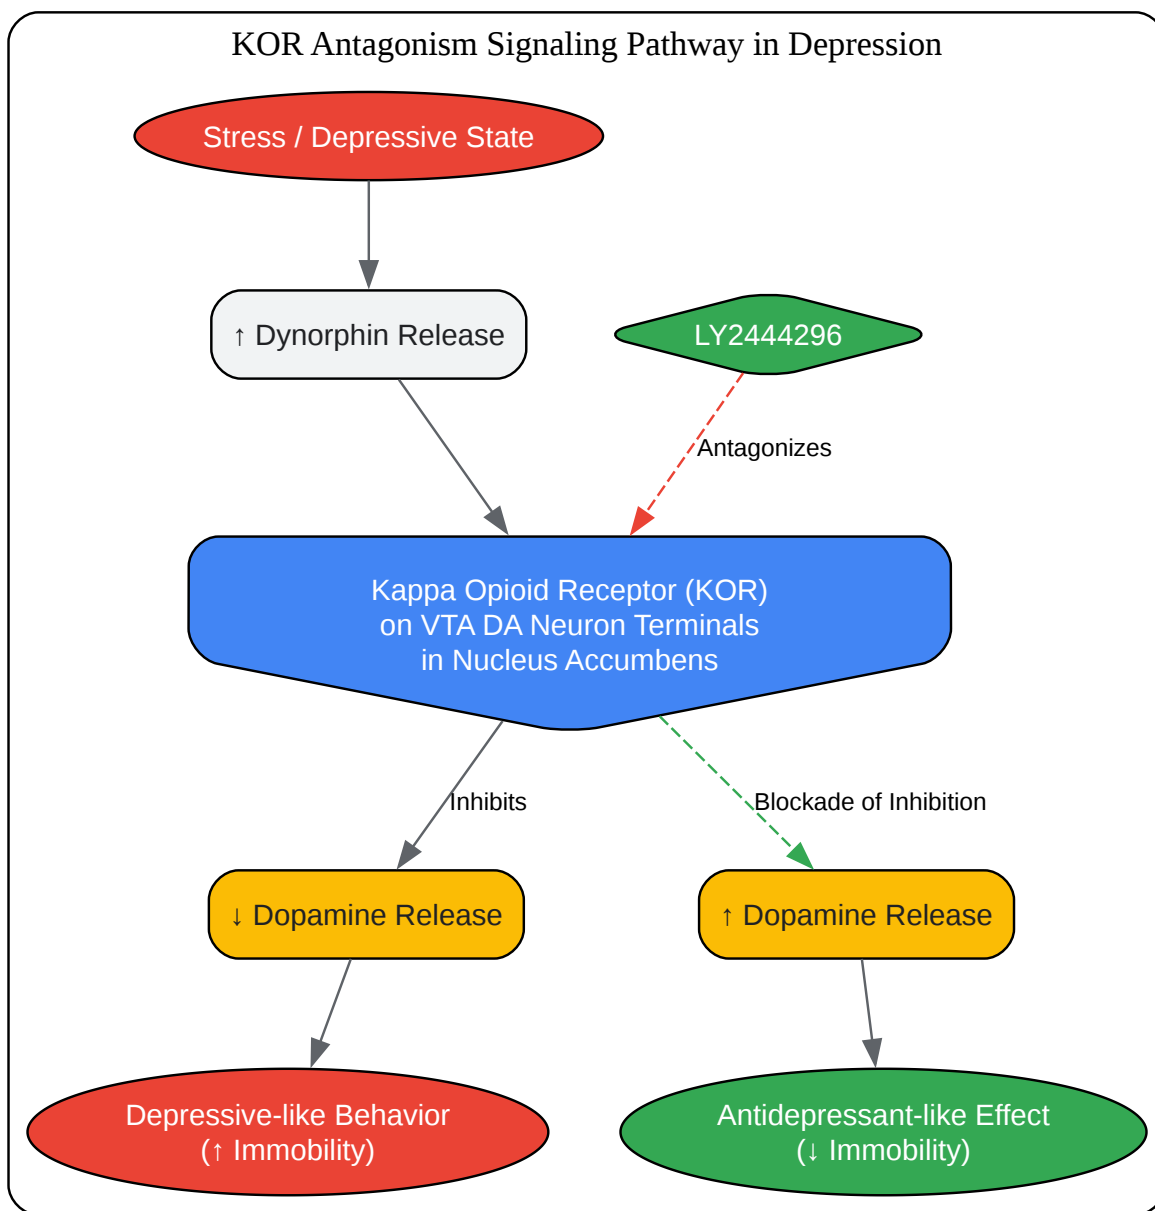 KOR Antagonism Signaling Pathway in Depression
Stress / Depressive State
↑ Dynorphin Release
LY2444296
Antagonizes
Kappa Opioid Receptor (KOR)
on VTA DA Neuron Terminals
in Nucleus Accumbens
Inhibits
Blockade of Inhibition
↓ Dopamine Release
↑ Dopamine Release
Depressive-like Behavior
(↑ Immobility)
Antidepressant-like Effect
(↓ Immobility)